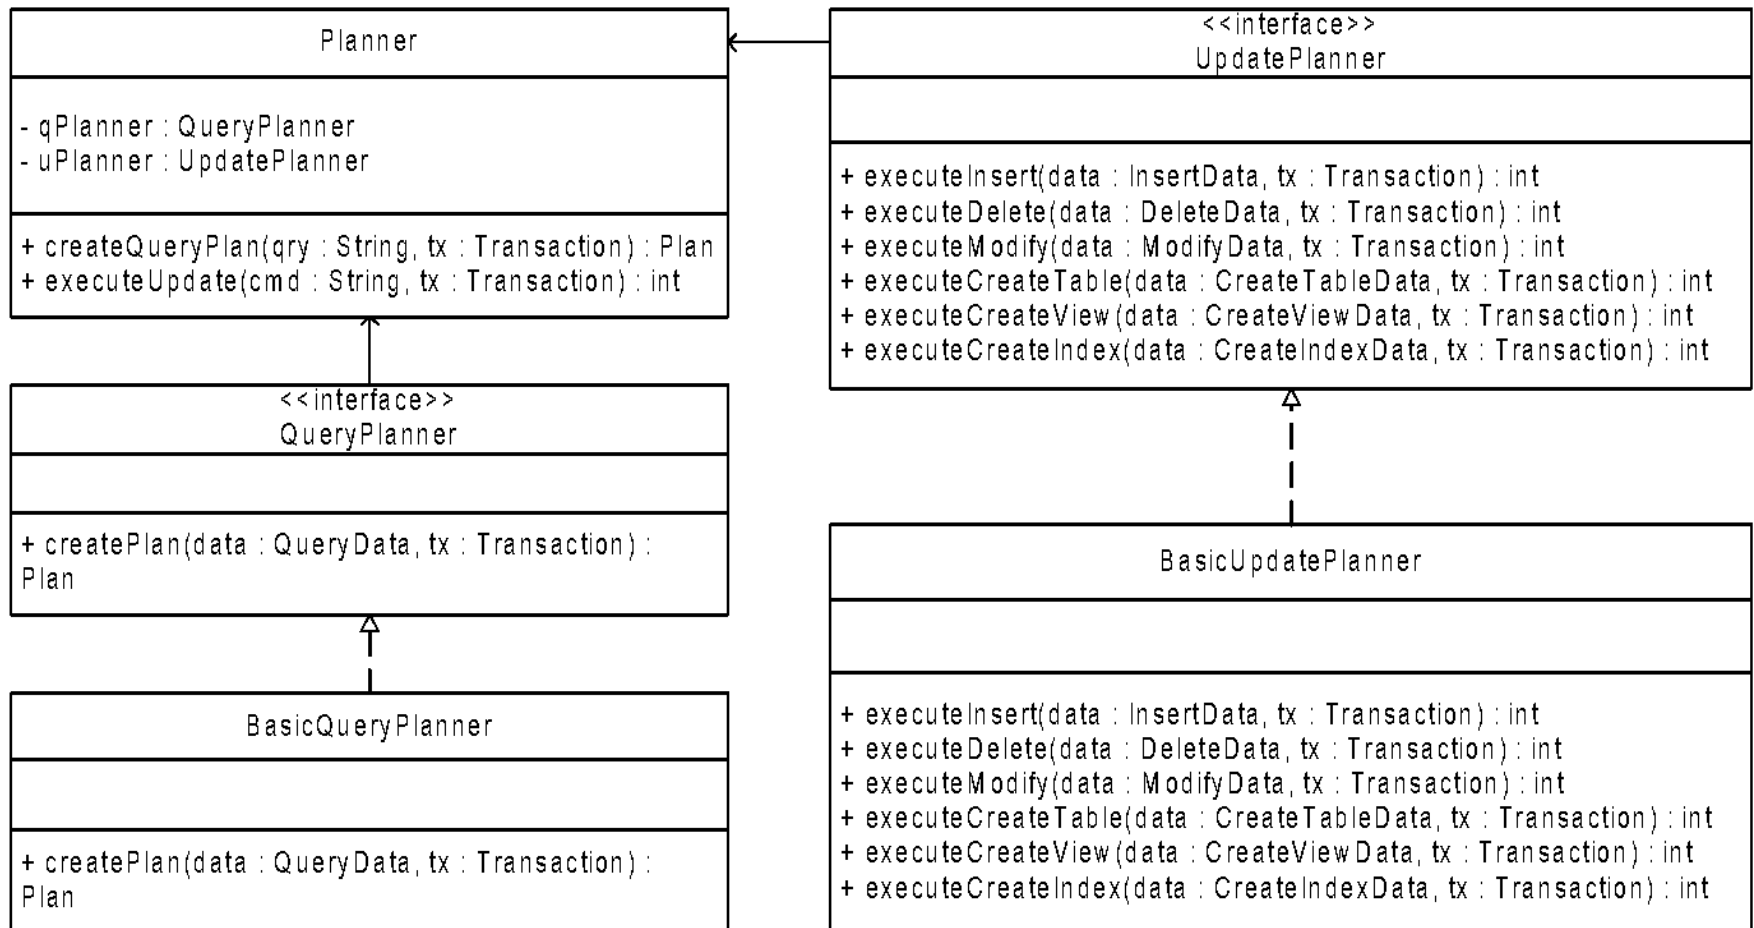 Planner
- qPlanner : QueryPlanner
- uPlanner : UpdatePlanner
+ createQueryPlan(qry : String, tx : Transaction) : Plan
+ executeUpdate(cmd : String, tx : Transaction) : int
<<interface>>
QueryPlanner
+ createPlan(data : QueryData, tx : Transaction) :
Plan
BasicQueryPlanner
+ createPlan(data : QueryData, tx : Transaction) :
Plan
<<interface>>
UpdatePlanner
+ executeInsert(data : InsertData, tx : Transaction) : int
+ executeDelete(data : DeleteData, tx : Transaction) : int
+ executeModify(data : ModifyData, tx : Transaction) : int
+ executeCreateTable(data : CreateTableData, tx : Transaction) : int
+ executeCreateView(data : CreateViewData, tx : Transaction) : int
+ executeCreateIndex(data : CreateIndexData, tx : Transaction) : int
BasicUpdatePlanner
+ executeInsert(data : InsertData, tx : Transaction) : int
+ executeDelete(data : DeleteData, tx : Transaction) : int
+ executeModify(data : ModifyData, tx : Transaction) : int
+ executeCreateTable(data : CreateTableData, tx : Transaction) : int
+ executeCreateView(data : CreateViewData, tx : Transaction) : int
+ executeCreateIndex(data : CreateIndexData, tx : Transaction) : int